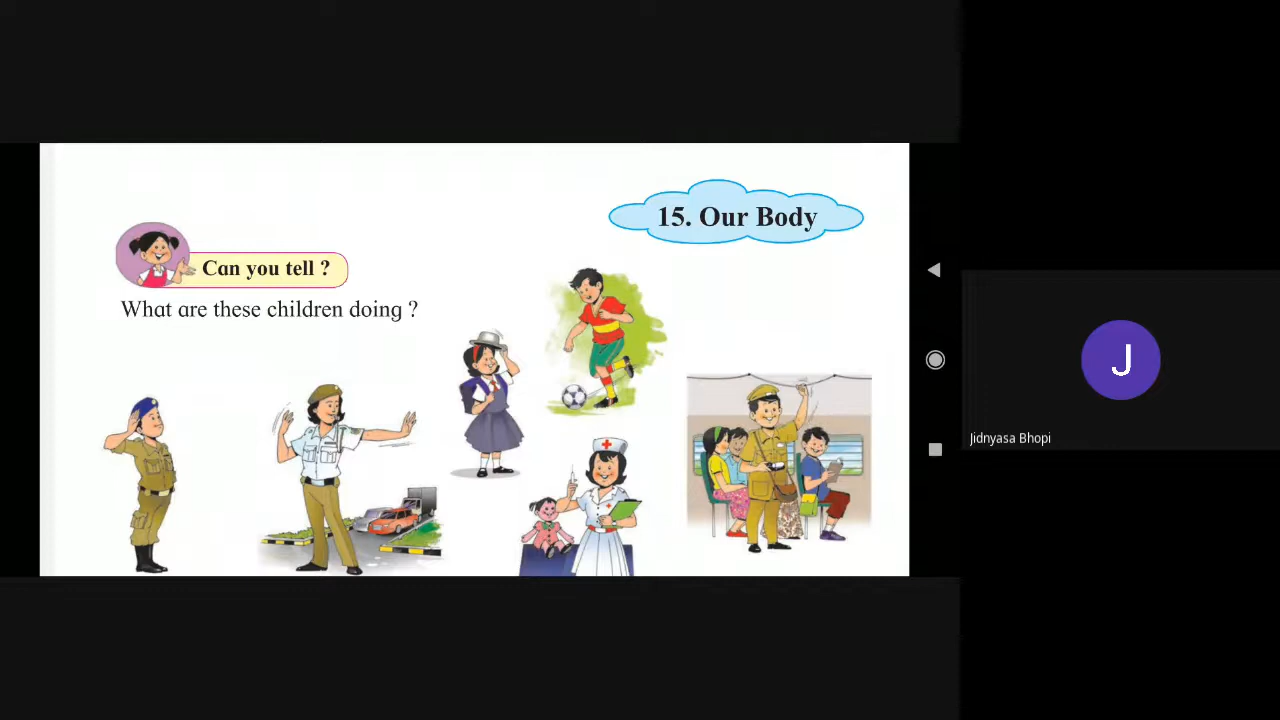 15. Our Body
Can you tell ?
What are these children doing ?
J
Jidnyasa Bhopi